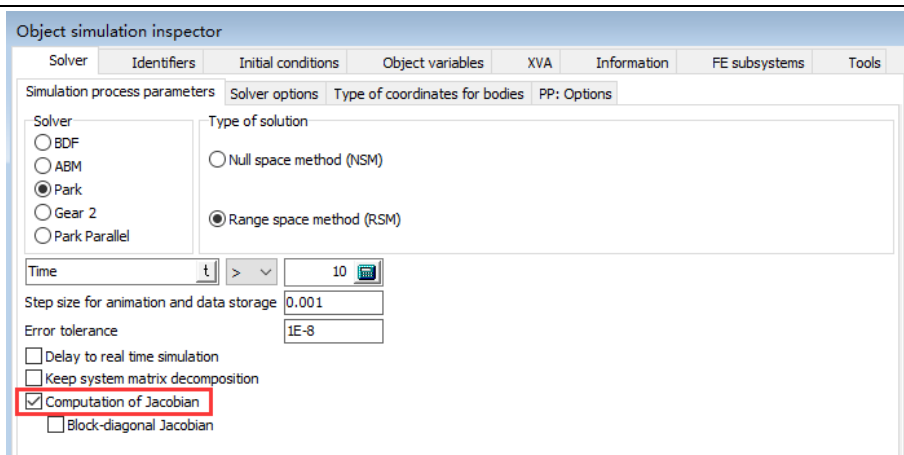 Object simulation inspector
Solver Identifiers Initial conditions Object variables XVA Information FE subsystems Tools
Simulation process parameters Solver options Type of coordinates for bodies PP: Options
Solver Type of solution
BDF
Null space method (NSM)
ABM
Park
Range space method (RSM)
Gear 2
Park Parallel
Time t > 10
Step size for animation and data storage 0.001
Error tolerance 1E-8
Delay to real time simulation
Keep system matrix decomposition
Computation of Jacobian
Block-diagonal Jacobian